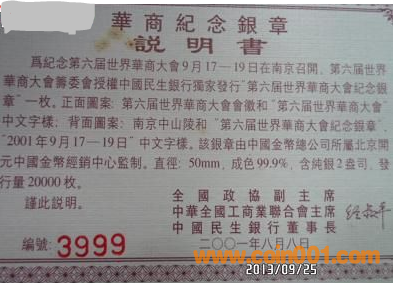 華商紀念銀章
説明書
爲紀念第六届世界華商大會9月17—19日在南京召開，第六届世界
華商大會籌委會授權中國民生銀行獨家發行“第六届世界華商大會紀念銀
章”一枚。正面圖案：第六届世界華商大會會徽和“第六届世界華商大會”
中文字樣；背面圖案：南京中山陵和“第六届世界華商大會紀念銀章”、
“2001年9月17—19日”中文字樣。該銀章由中國金幣總公司所屬北京開
元中國金幣經銷中心監制。直徑：50mm，成色99.9%，含純銀2盎司，發
行量20000枚。
謹此説明。
全國政協副主席
中華全國工商業聯合會主席
中國民生銀行董事長
二〇〇一年八月八日
編號：3999
www.coin001.com
2013/09/25